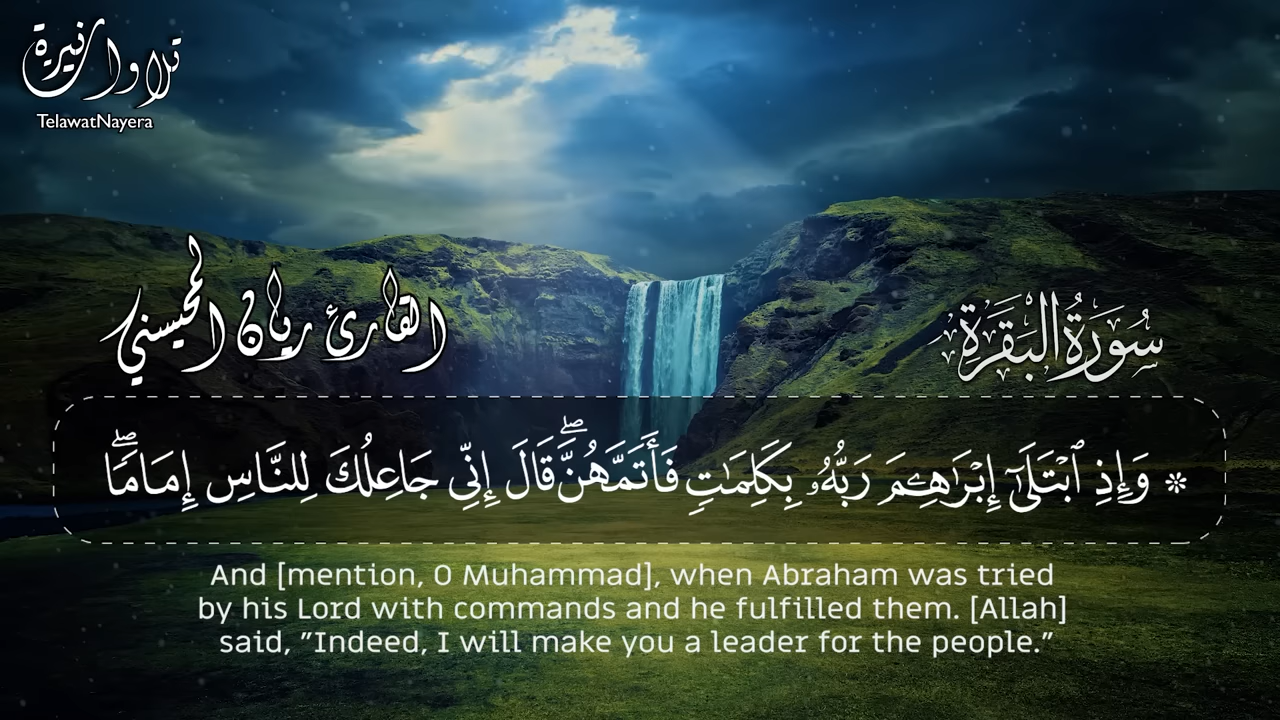 تلاوات نيرة
TelawatNayera
سُورَةُ البَقَرَةِ
القارئ ريان المحيسني
۞ وَإِذِ ٱبْتَلَىٰٓ إِبْرَٰهِـۧمَ رَبُّهُۥ بِكَلِمَـٰتٍ فَأَتَمَّهُنَّ ۖ قَالَ إِنِّى جَاعِلُكَ لِلنَّاسِ إِمَامًا ۖ
And [mention, O Muhammad], when Abraham was tried
by his Lord with commands and he fulfilled them. [Allah]
said, "Indeed, I will make you a leader for the people."